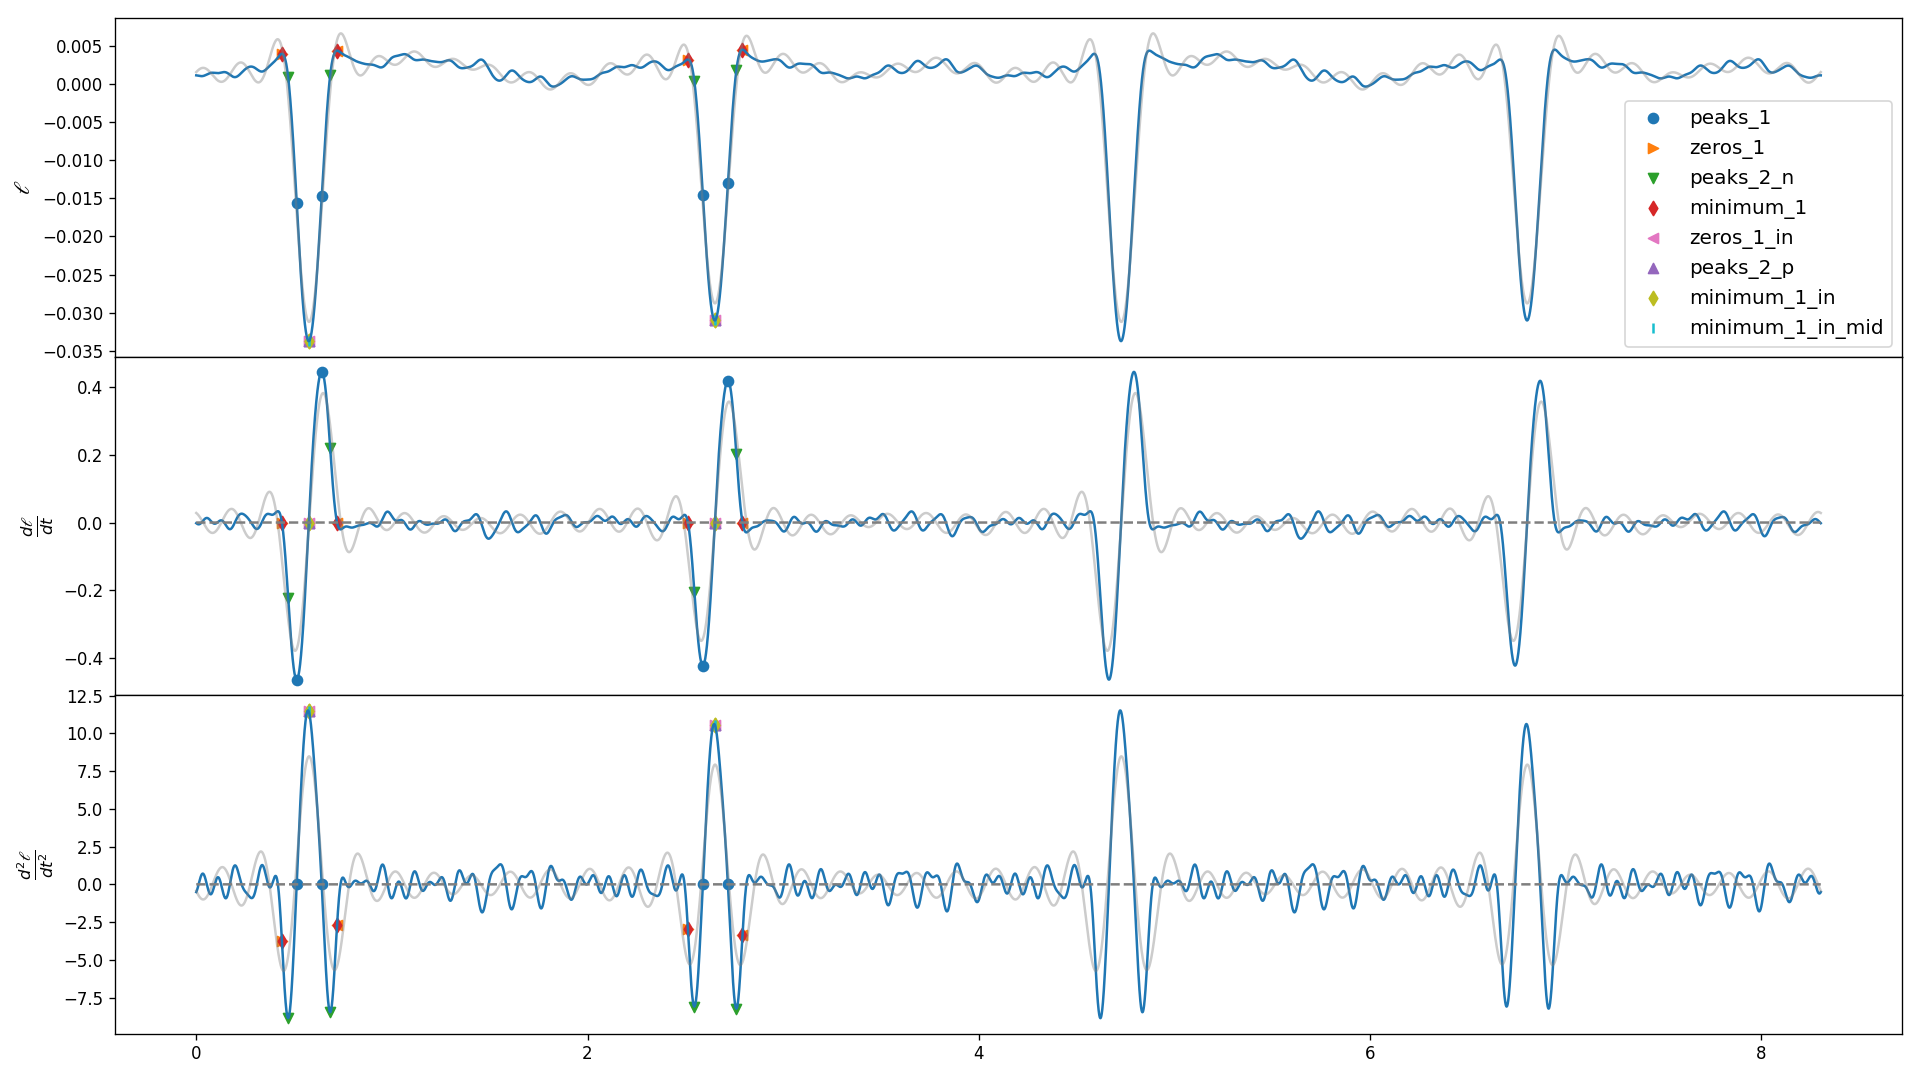 0.005
0.000
−0.005
−0.010
−0.015
−0.020
−0.025
−0.030
−0.035
ℓ
peaks_1
zeros_1
peaks_2_n
minimum_1
zeros_1_in
peaks_2_p
minimum_1_in
minimum_1_in_mid
0.4
0.2
0.0
−0.2
−0.4
dℓ
dt
12.5
10.0
7.5
5.0
2.5
0.0
−2.5
−5.0
−7.5
d²ℓ
dt²
0 2 4 6 8